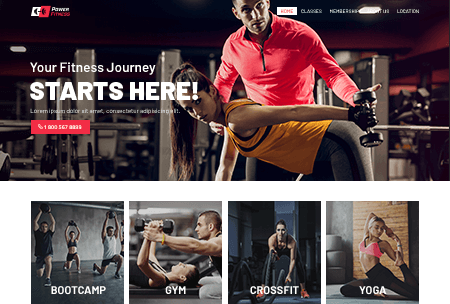 POWER
FITNESS
HOME CLASSES MEMBERSHIP US LOCATION
Your Fitness Journey
STARTS HERE!
Lorem ipsum dolor sit amet, consectetur adipiscing elit.
1 800 567 8899
BOOTCAMP
GYM
CROSSFIT
YOGA